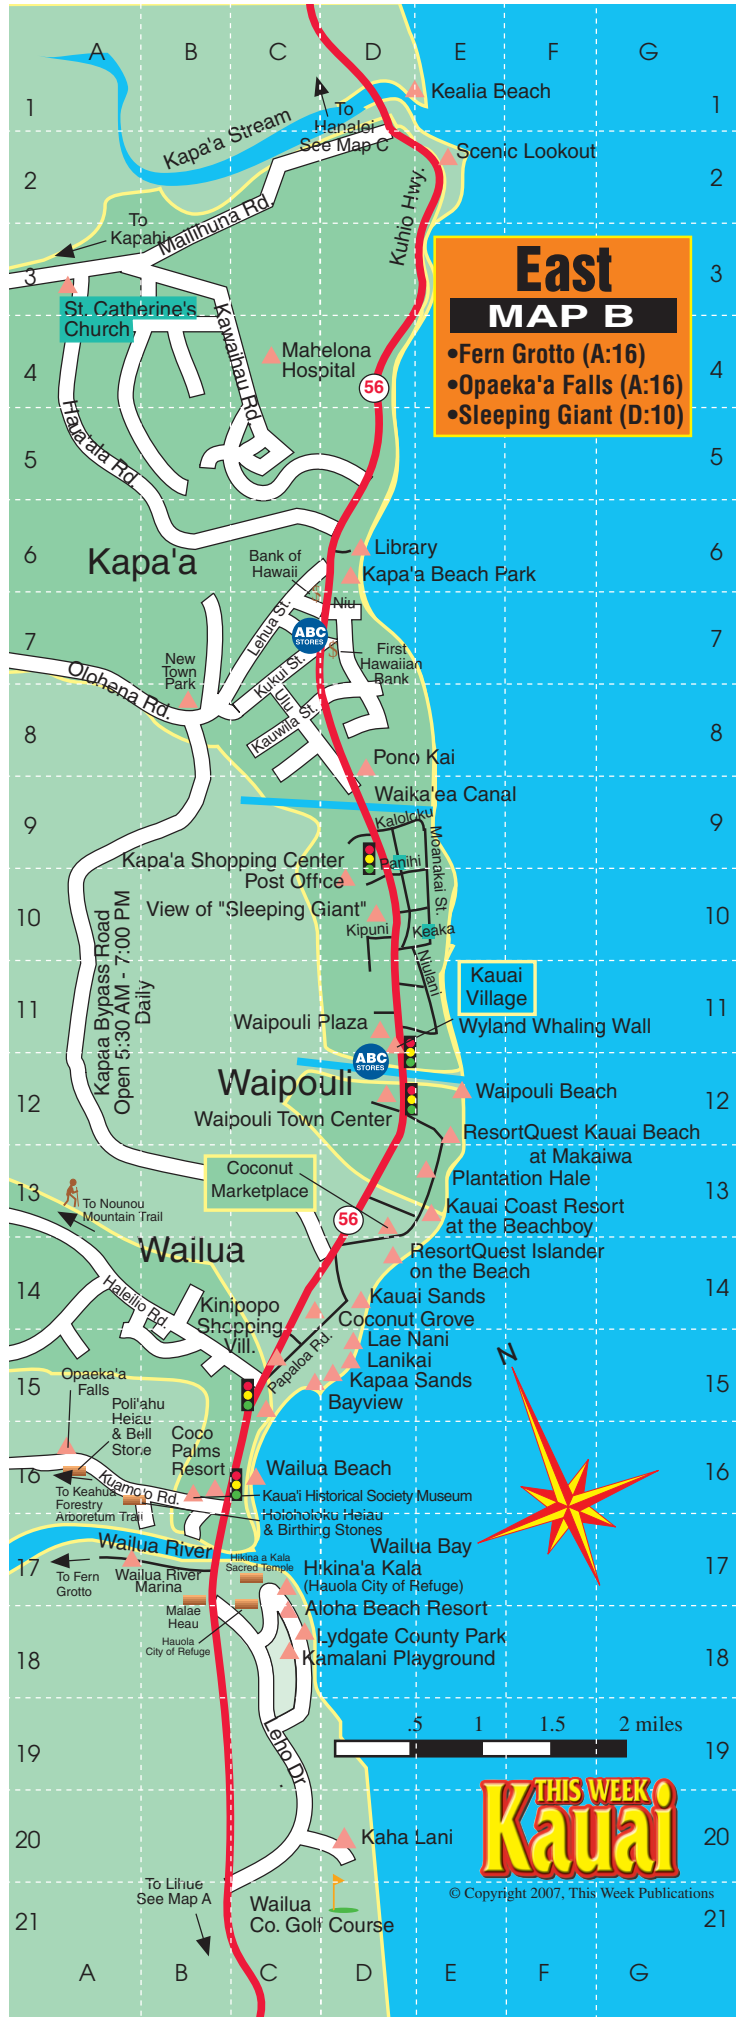 A B C D E F G
1
Kealia Beach
1
To
Hanalei
See Map C
Kapa'a Stream
2
Scenic Lookout
2
Mailihuna Rd.
Kuhio Hwy.
To
Kapahi
3
East
MAP B
•Fern Grotto (A:16)
•Opaeka'a Falls (A:16)
•Sleeping Giant (D:10)
3
St. Catherine's
Church
Kawaihau Rd.
4
Mahelona
Hospital
56
4
Hauaala Rd.
5
5
6
Kapa'a
Bank of
Hawaii
Library
Kapa'a Beach Park
6
Niu
Lehua St.
7
ABC
STORES
First
Hawaiian
Bank
7
New
Town
Park
Olohena Rd.
Kukui St.
Ulu
Kauwila St.
8
Pono Kai
8
Waika'ea Canal
9
Kaloloku
Moanakai St.
9
Kapa'a Shopping Center
Panihi
Post Office
10
View of "Sleeping Giant"
Kipuni
Keaka
10
Niulani
Kapaa Bypass Road
Open 5:30 AM - 7:00 PM
Daily
11
Kauai
Village
11
Waipouli Plaza
Wyland Whaling Wall
ABC
STORES
12
Waipouli
Waipouli Beach
12
Waipouli Town Center
ResortQuest Kauai Beach
at Makaiwa
13
Coconut
Marketplace
Plantation Hale
13
To Nounou
Mountain Trail
56
Kauai Coast Resort
at the Beachboy
Wailua
ResortQuest Islander
on the Beach
14
Haleilio Rd.
Kinipopo
Shopping
Vill.
Kauai Sands
14
Coconut Grove
Papaloa Rd.
Lae Nani
Lanikai
N
15
Opaeka'a
Falls
Kapaa Sands
15
Bayview
Poli'ahu
Heiau
& Bell
Stone
Coco
Palms
Resort
16
Wailua Beach
16
Kuamo'o Rd.
To Keahua
Forestry
Arboretum Trail
Kaua'i Historical Society Museum
Holoholoku Heiau
& Birthing Stones
Wailua River
Wailua Bay
17
To Fern
Grotto
Wailua River
Marina
Hikina a Kala
Sacred Temple
Hikina'a Kala
(Hauola City of Refuge)
17
Malae
Heau
Aloha Beach Resort
Hauola
City of Refuge
Lydgate County Park
18
Kamalani Playground
18
.5 1 1.5 2 miles
19
Leho Dr.
19
THIS WEEK
Kauai
20
Kaha Lani
20
To Lihue
See Map A
© Copyright 2007, This Week Publications
21
Wailua
Co. Golf Course
21
A B C D E F G